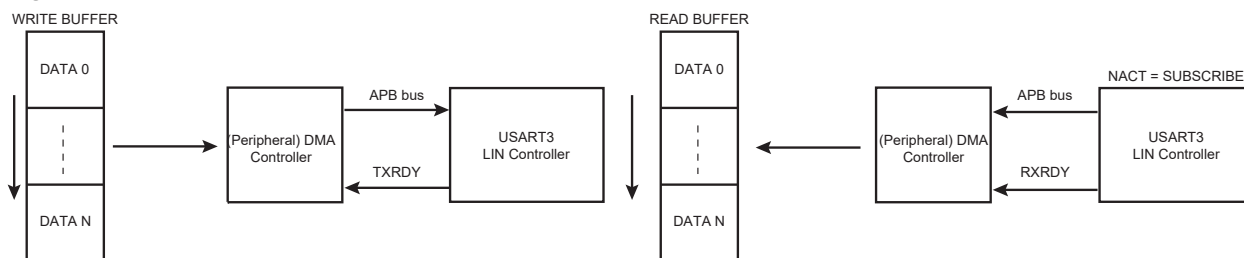 WRITE BUFFER
DATA 0
DATA N
(Peripheral) DMA
Controller
APB bus
TXRDY
USART3
LIN Controller
READ BUFFER
DATA 0
DATA N
(Peripheral) DMA
Controller
APB bus
RXRDY
NACT = SUBSCRIBE
USART3
LIN Controller